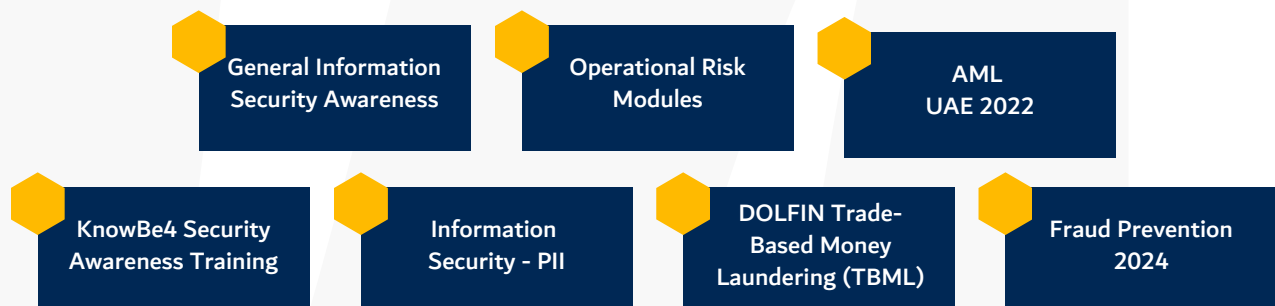 General Information
Security Awareness
Operational Risk
Modules
AML
UAE 2022
KnowBe4 Security
Awareness Training
Information
Security - PII
DOLFIN Trade-
Based Money
Laundering (TBML)
Fraud Prevention
2024